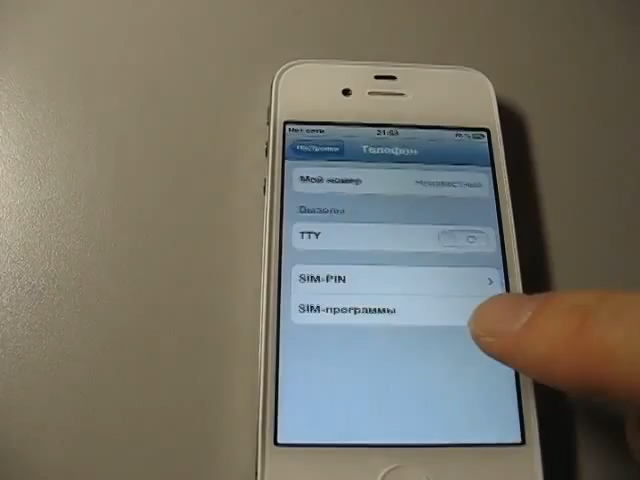 Нет сети 21:53
Настройки Телефон
Мой номер Неизвестный
Вызовы
TTY
SIM-PIN
SIM-программы